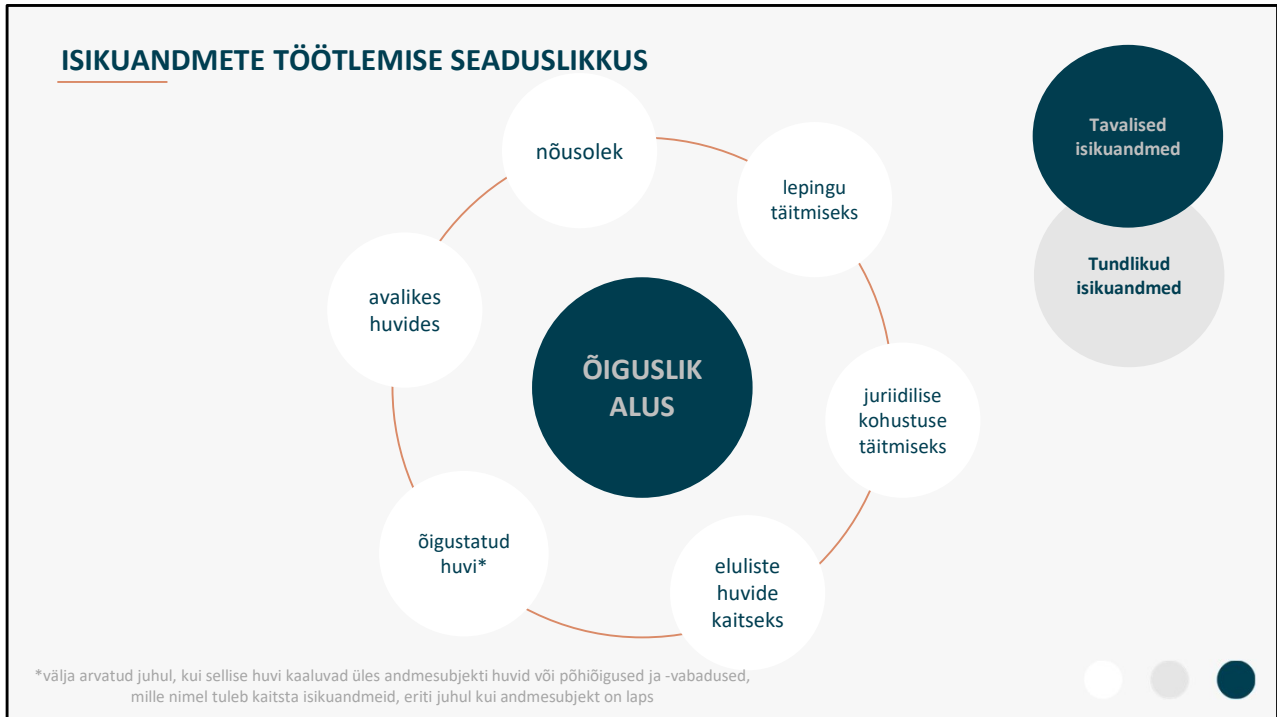 ISIKUANDMETE TÖÖTLEMISE SEADUSLIKKUS
nõusolek
lepingu
täitmiseks
juriidilise
kohustuse
täitmiseks
eluliste
huvide
kaitseks
õigustatud
huvi*
avalikes
huvides
ÕIGUSLIK
ALUS
Tavalised
isikuandmed
Tundlikud
isikuandmed
*välja arvatud juhul, kui sellise huvi kaaluvad üles andmesubjekti huvid või põhiõigused ja -vabadused,
mille nimel tuleb kaitsta isikuandmeid, eriti juhul kui andmesubjekt on laps